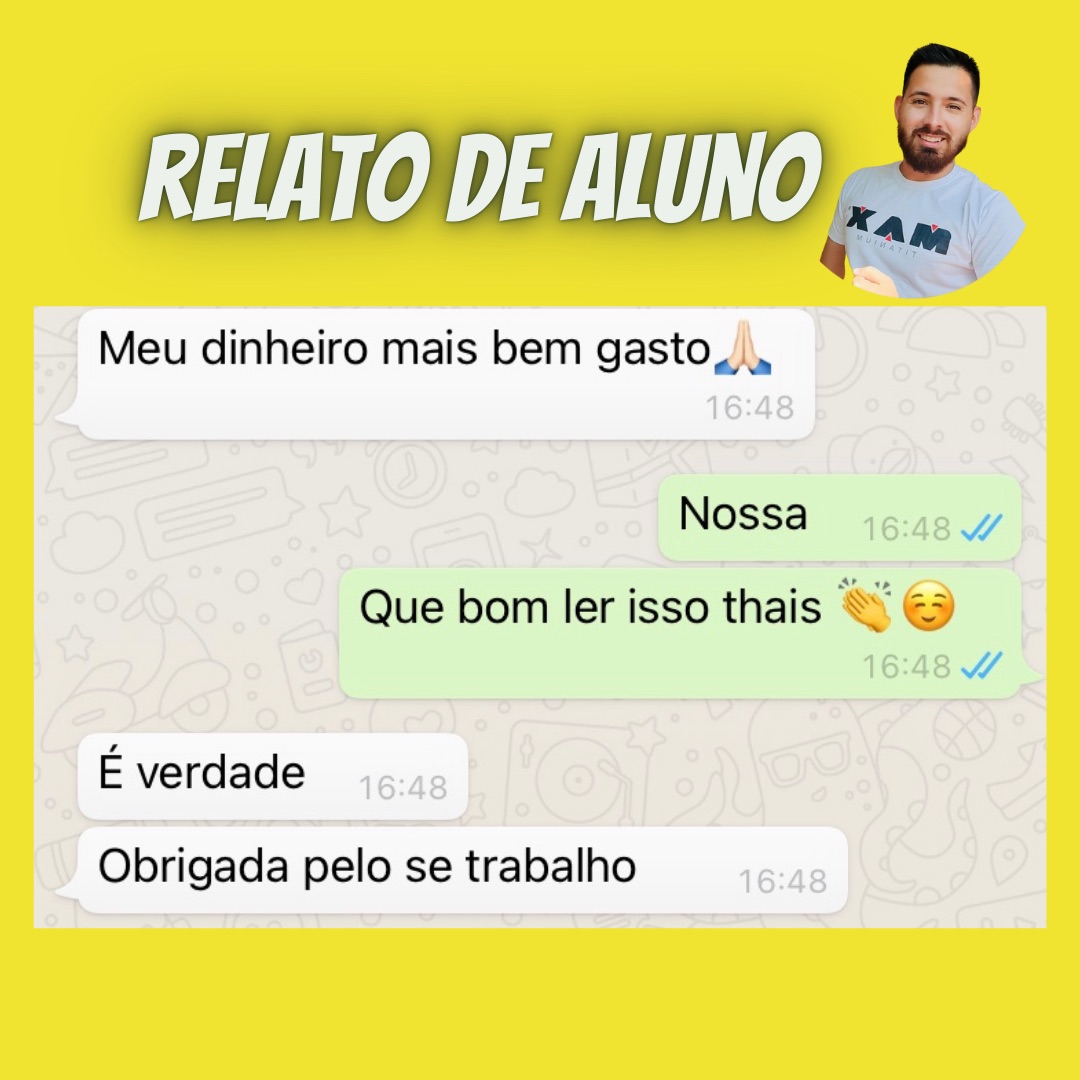 RELATO DE ALUNO
XAM
MUINATIT
Meu dinheiro mais bem gasto🙏🏻
16:48
Nossa 16:48
Que bom ler isso thais 👏☺️
16:48
É verdade 16:48
Obrigada pelo se trabalho 16:48